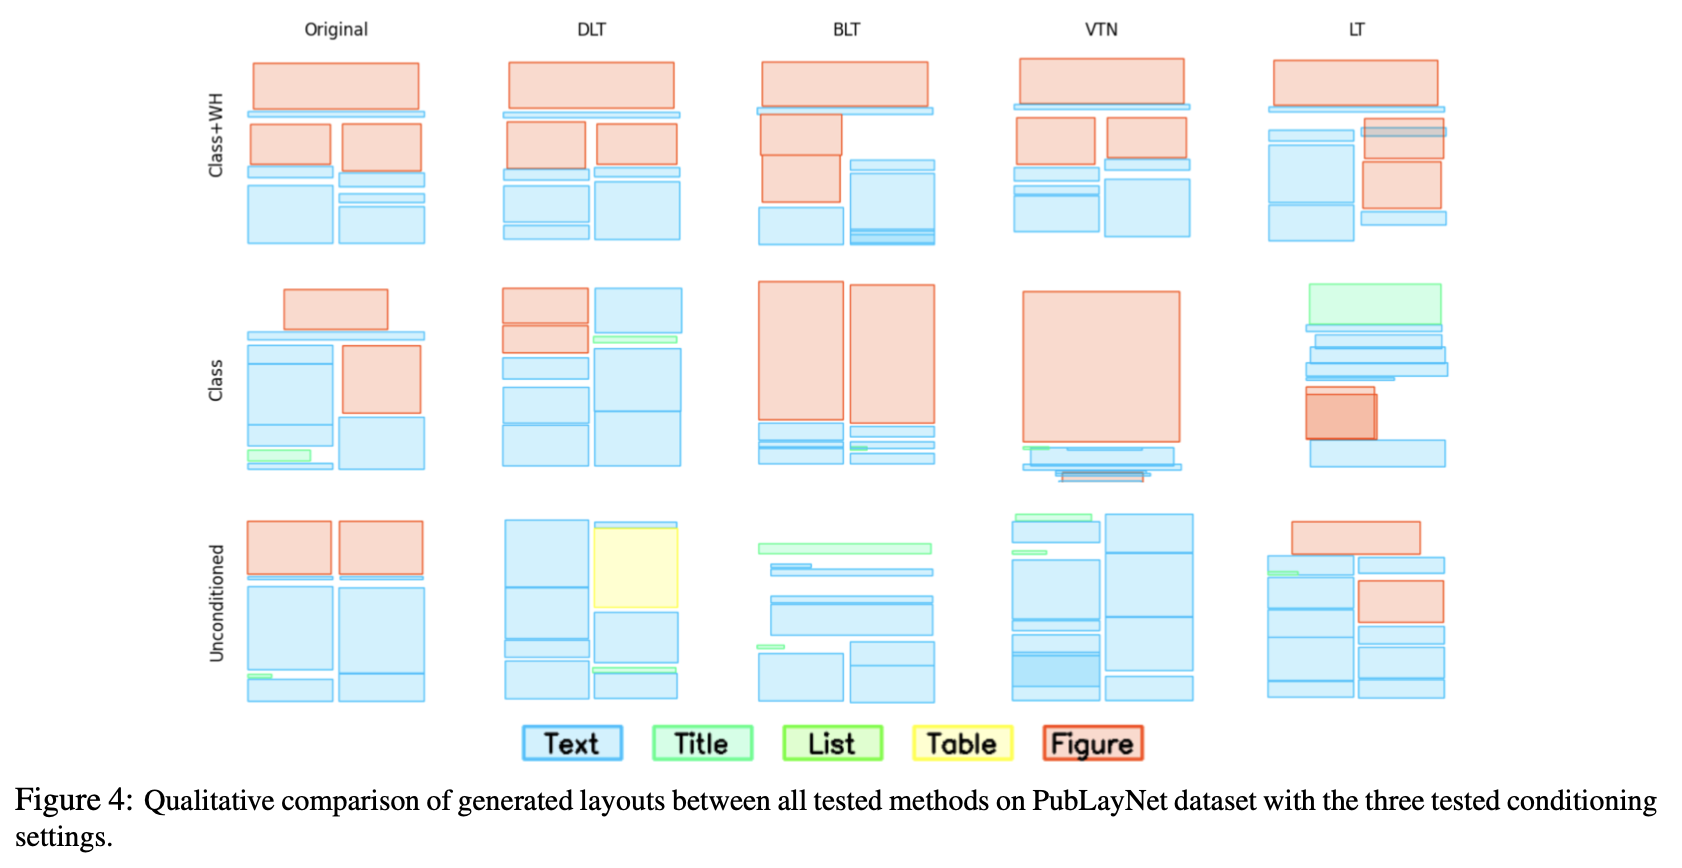 Original DLT BLT VTN LT
Class+WH
Class
Unconditioned
Text Title List Table Figure
Figure 4: Qualitative comparison of generated layouts between all tested methods on PubLayNet dataset with the three tested conditioning
settings.